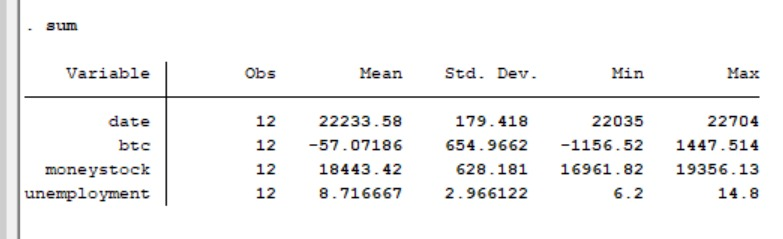 . sum
Variable Obs Mean Std. Dev. Min Max
date 12 22233.58 179.418 22035 22704
btc 12 -57.07186 654.9662 -1156.52 1447.514
moneystock 12 18443.42 628.181 16961.82 19356.13
unemployment 12 8.716667 2.966122 6.2 14.8